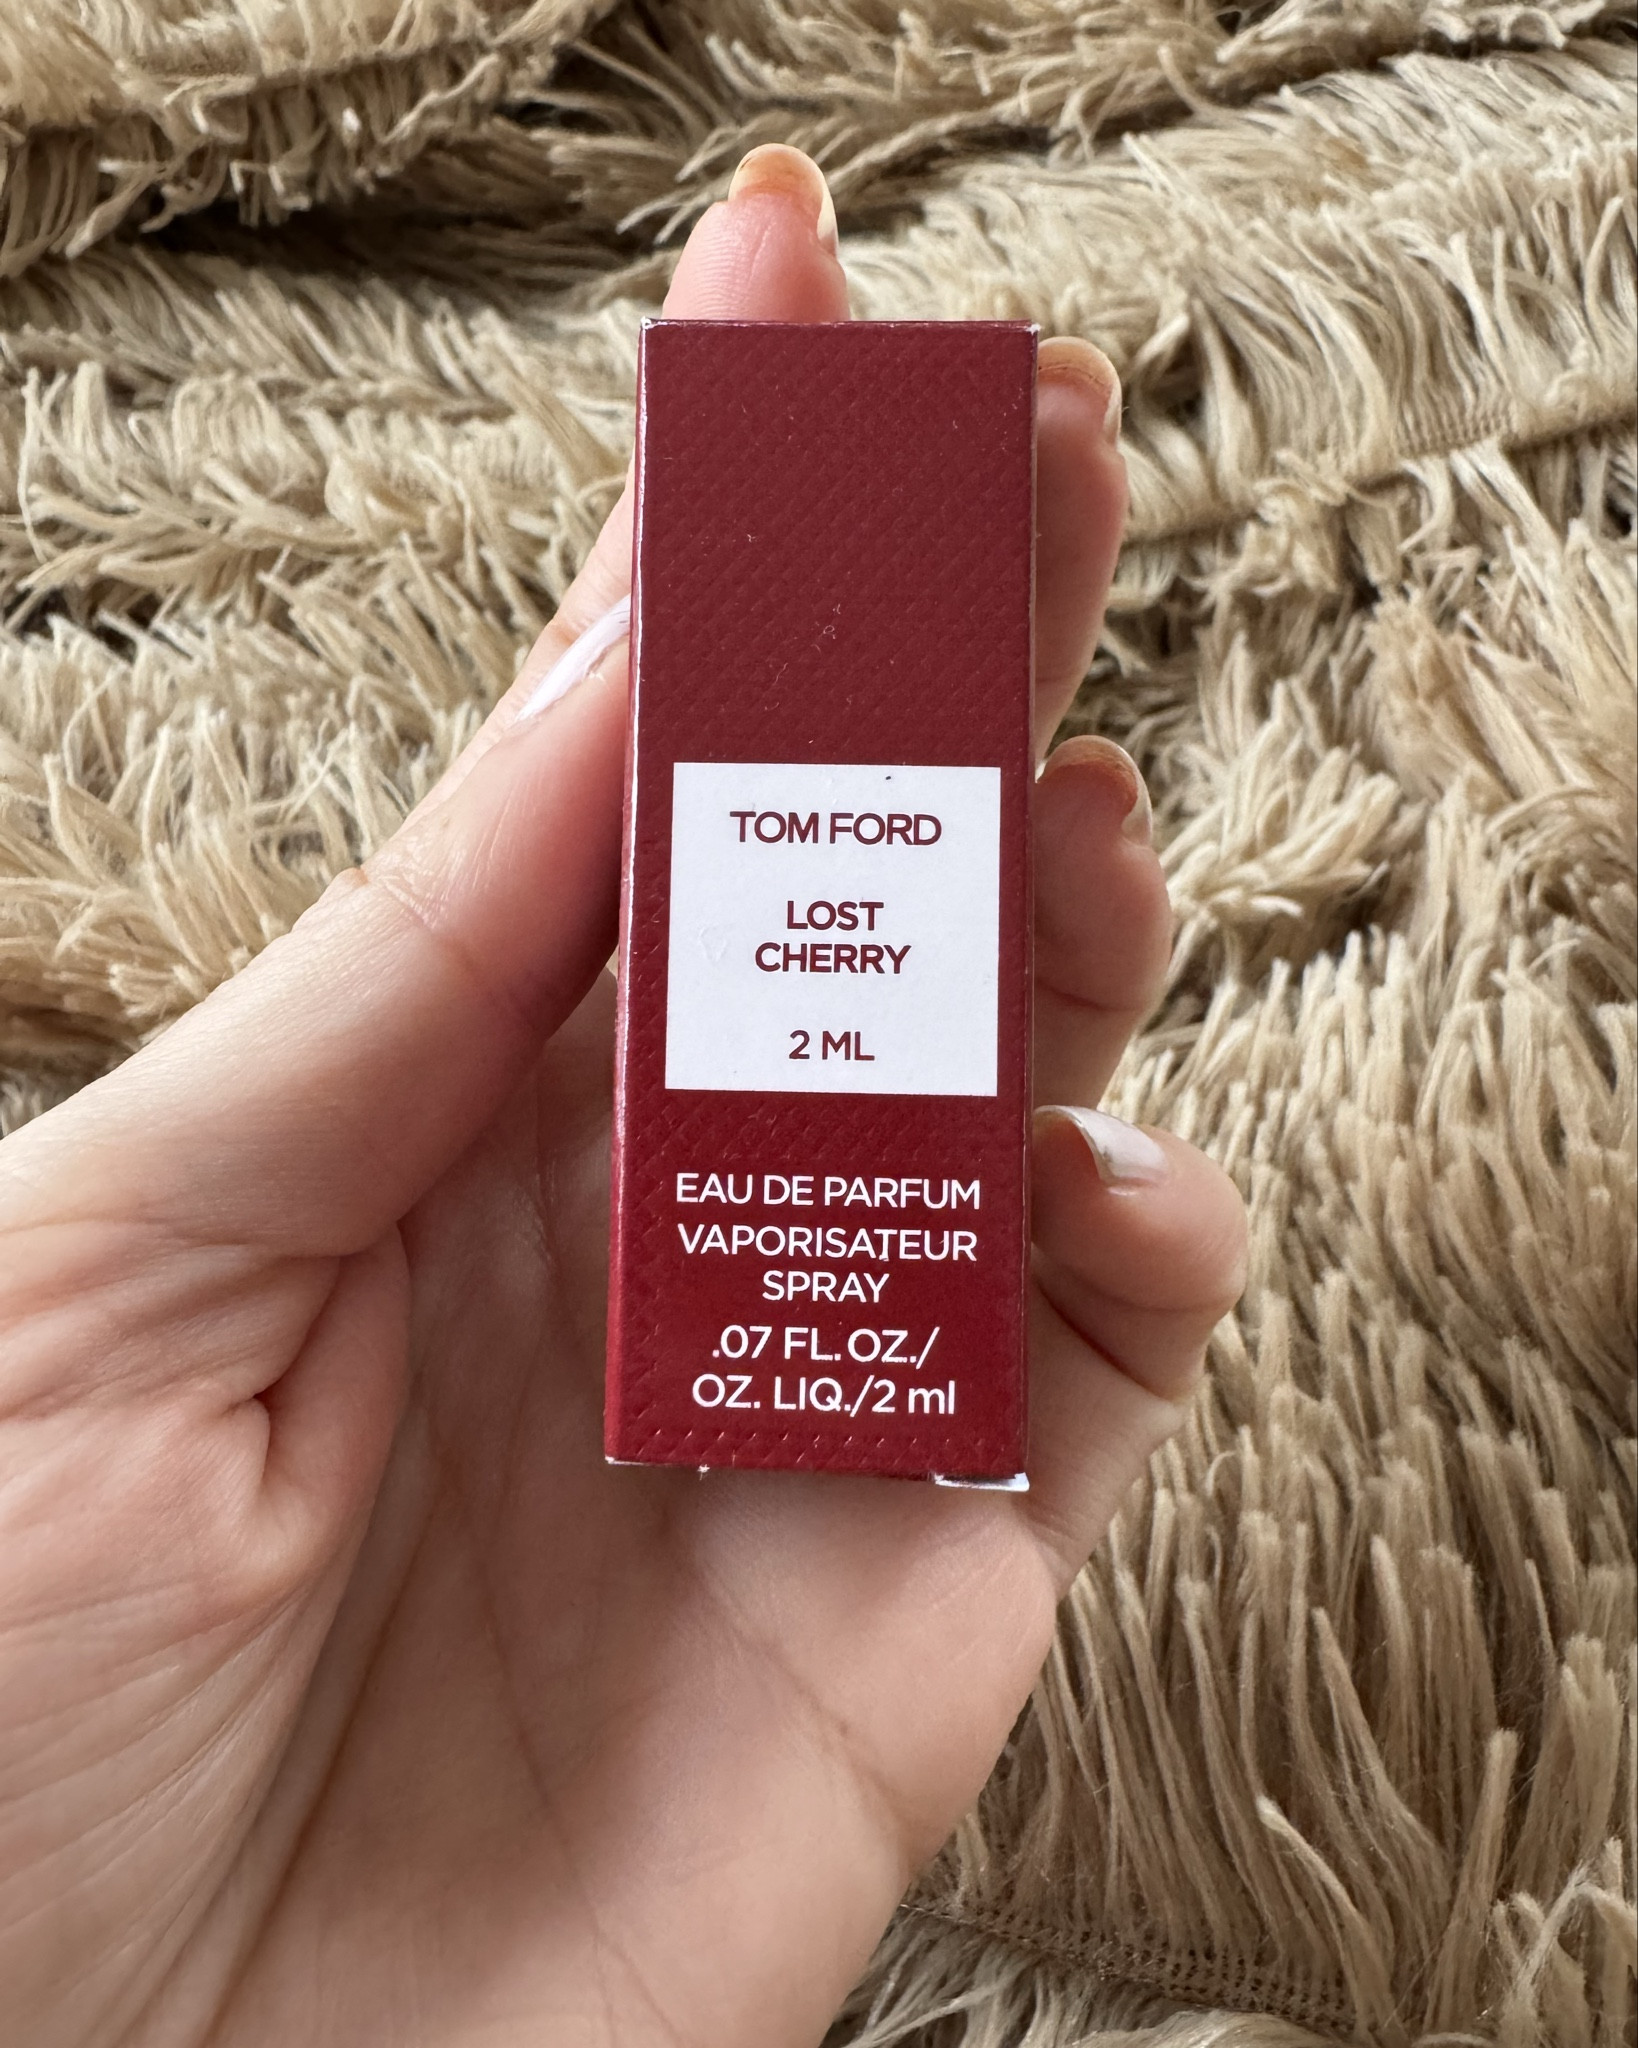 TOM FORD
LOST
CHERRY
2 ML
EAU DE PARFUM
VAPORISATEUR
SPRAY
.07 FL. OZ./
OZ. LIQ./2 ml